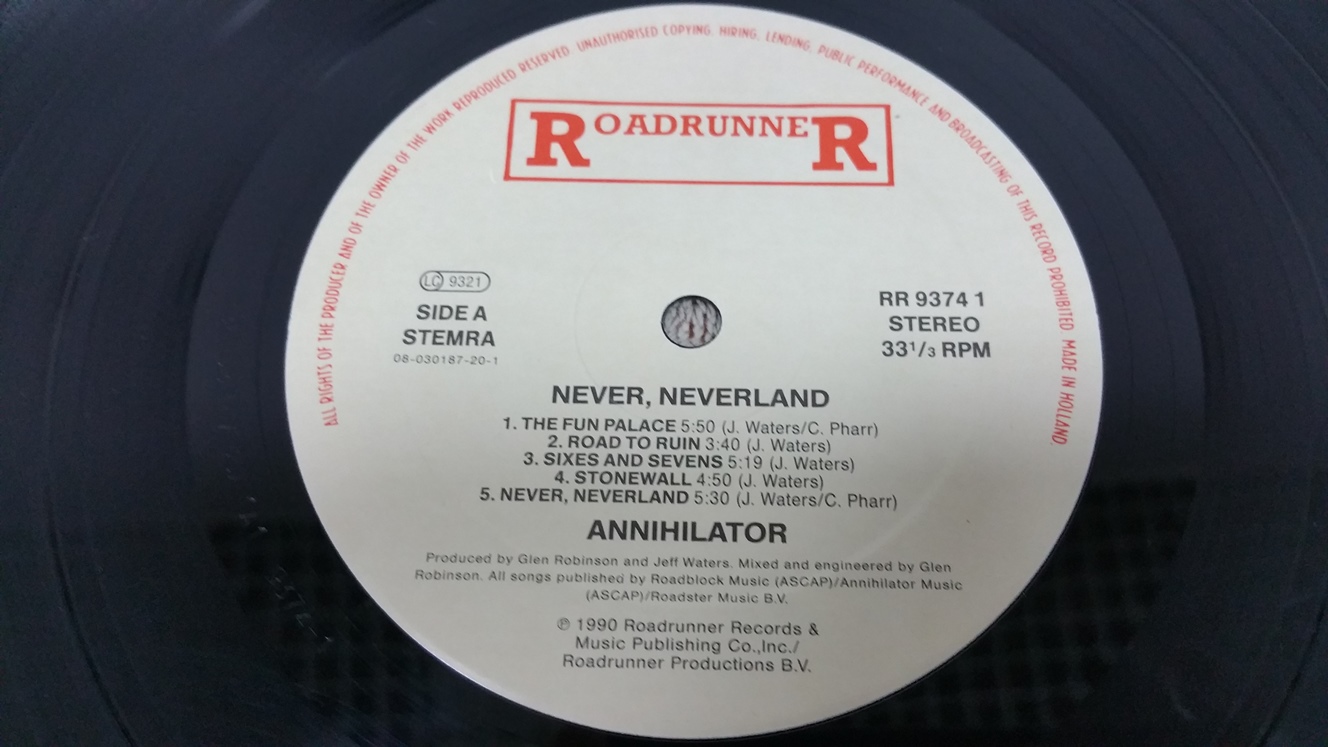 ALL RIGHTS OF THE PRODUCER AND OF THE OWNER OF THE WORK REPRODUCED RESERVED. UNAUTHORISED COPYING, HIRING, LENDING, PUBLIC PERFORMANCE AND BROADCASTING OF THIS RECORD PROHIBITED. MADE IN HOLLAND.
ROADRUNNER
LC 9321
SIDE A
STEMRA
08-030187-20-1
RR 9374 1
STEREO
33 1/3 RPM
NEVER, NEVERLAND
1. THE FUN PALACE 5:50 (J. Waters/C. Pharr)
2. ROAD TO RUIN 3:40 (J. Waters)
3. SIXES AND SEVENS 5:19 (J. Waters)
4. STONEWALL 4:50 (J. Waters)
5. NEVER, NEVERLAND 5:30 (J. Waters/C. Pharr)
ANNIHILATOR
Produced by Glen Robinson and Jeff Waters. Mixed and engineered by Glen
Robinson. All songs published by Roadblock Music (ASCAP)/Annihilator Music
(ASCAP)/Roadster Music B.V.
℗ 1990 Roadrunner Records &
Music Publishing Co.,Inc./
Roadrunner Productions B.V.